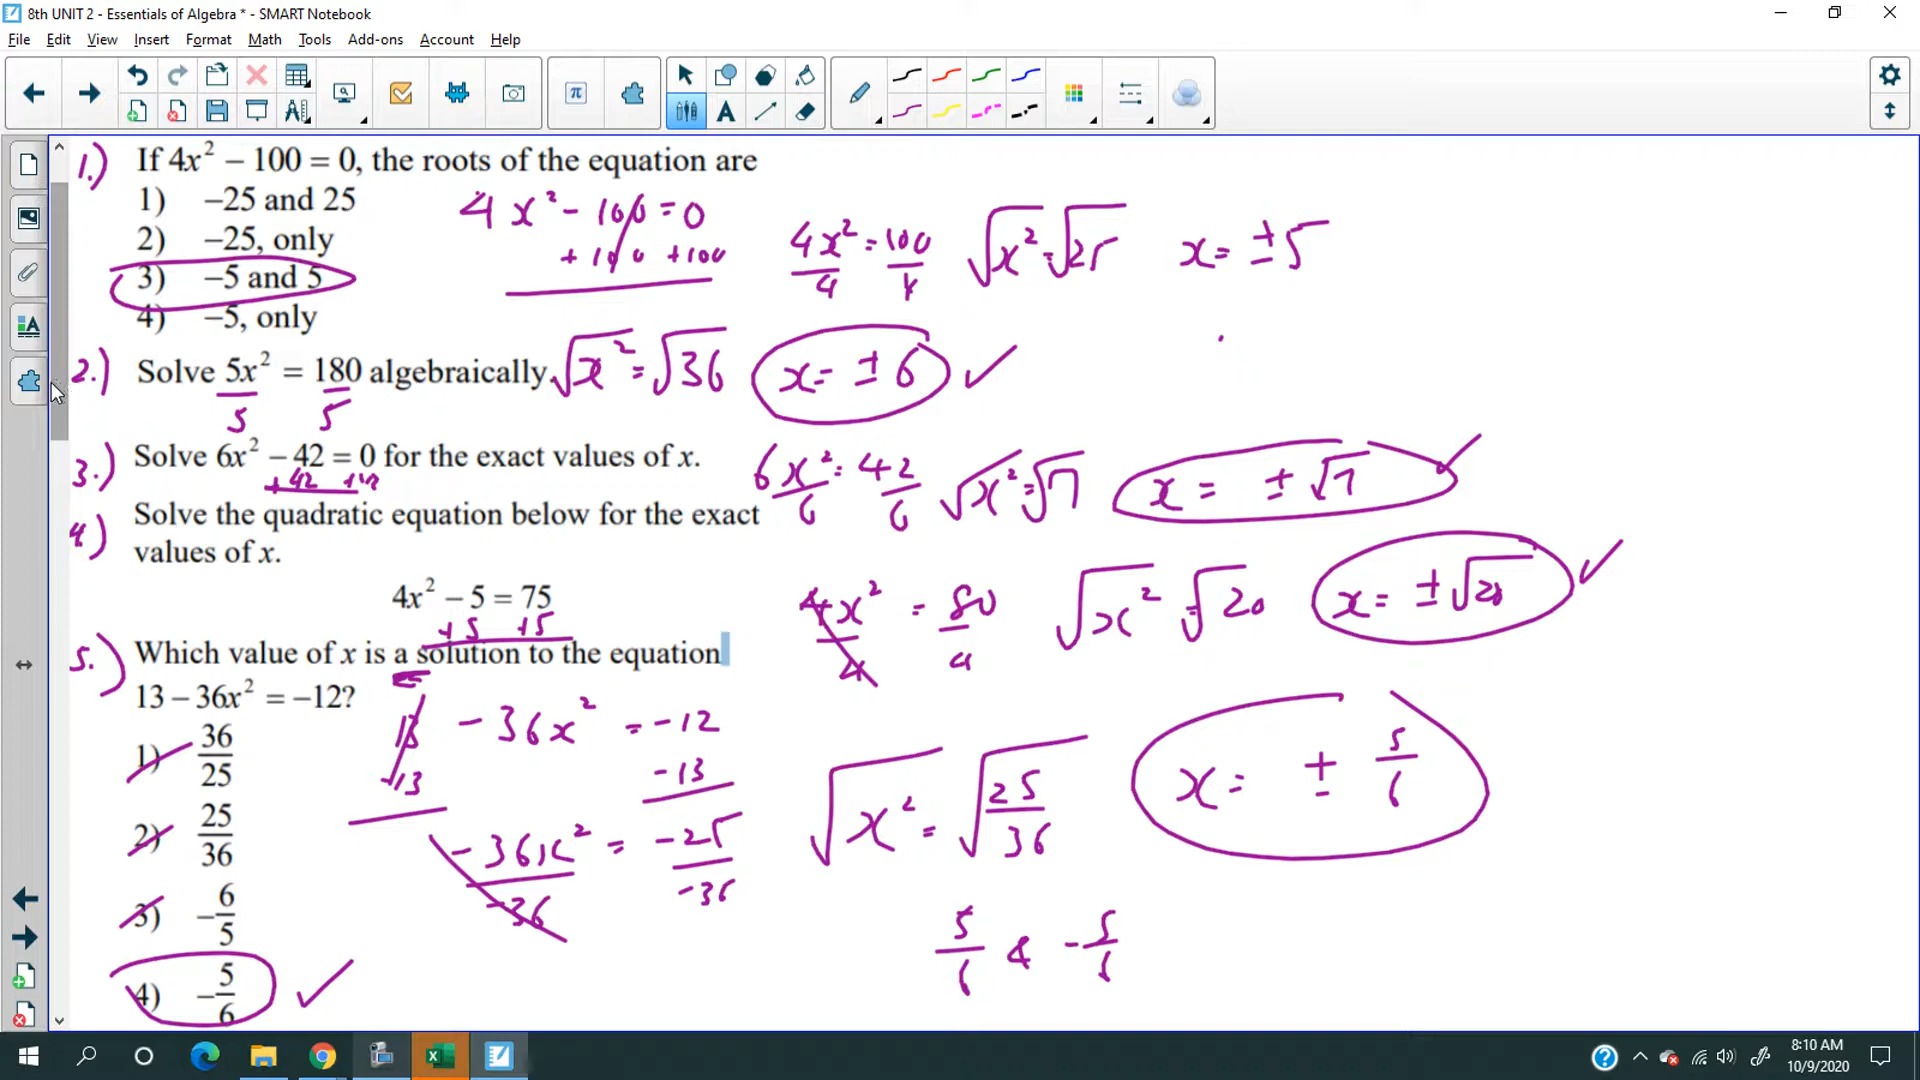 8th UNIT 2 - Essentials of Algebra * - SMART Notebook
File Edit View Insert Format Math Tools Add-ons Account Help
1.) If 4x² – 100 = 0, the roots of the equation are
1) –25 and 25
2) –25, only
3) –5 and 5
4) –5, only
4x² - 100 = 0
+100 +100
4x² = 100
4 4
√x² = √25
x = ±5
2.) Solve 5x² = 180 algebraically.
5 5
√x² = √36
x = ±6 ✓
3.) Solve 6x² – 42 = 0 for the exact values of x.
+42 +42
6x² = 42
6 6
√x² = √7
x = ±√7 ✓
4) Solve the quadratic equation below for the exact
values of x.
4x² – 5 = 75
+5 +5
4x² = 80
4 4
√x² = √20
x = ±√20 ✓
5.) Which value of x is a solution to the equation
13 – 36x² = –12?
1) 36/25
2) 25/36
3) –6/5
4) –5/6 ✓
13 - 36x² = -12
-13 -13
-36x² = -25
-36 -36
√x² = √25/36
x = ± 5/6
5/6 & -5/6
8:10 AM
10/9/2020